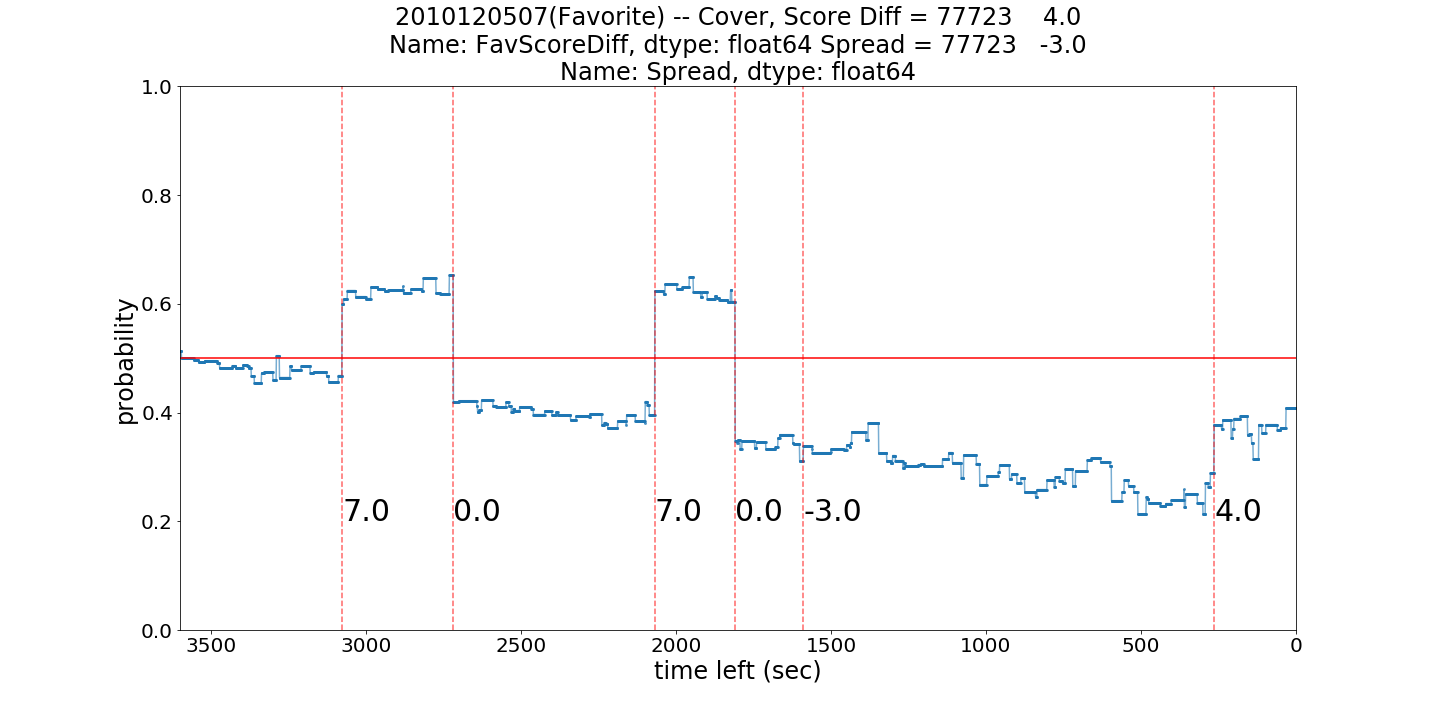 2010120507(Favorite) -- Cover, Score Diff = 77723    4.0
Name: FavScoreDiff, dtype: float64 Spread = 77723   -3.0
Name: Spread, dtype: float64
1.0
0.8
0.6
0.4
0.2
0.0
probability
7.0 0.0 7.0 0.0 -3.0 4.0
3500 3000 2500 2000 1500 1000 500 0
time left (sec)